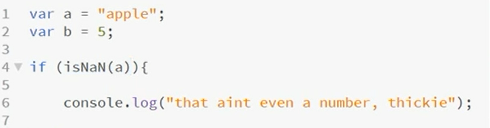 1 var a = "apple";
2 var b = 5;
3
4 if (isNaN(a)){
5
6 console.log("that aint even a number, thickie");
7